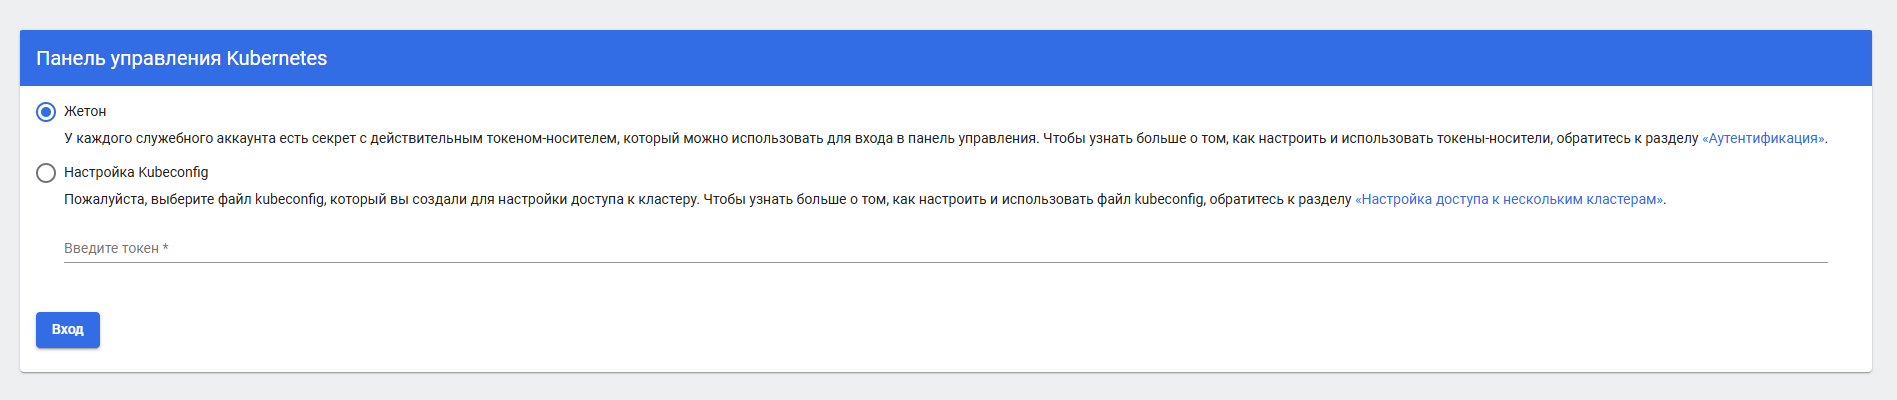 Панель управления Kubernetes
Жетон
У каждого служебного аккаунта есть секрет с действительным токеном-носителем, который можно использовать для входа в панель управления. Чтобы узнать больше о том, как настроить и использовать токены-носители, обратитесь к разделу «Аутентификация».
Настройка Kubeconfig
Пожалуйста, выберите файл kubeconfig, который вы создали для настройки доступа к кластеру. Чтобы узнать больше о том, как настроить и использовать файл kubeconfig, обратитесь к разделу «Настройка доступа к нескольким кластерам».
Введите токен *
Вход